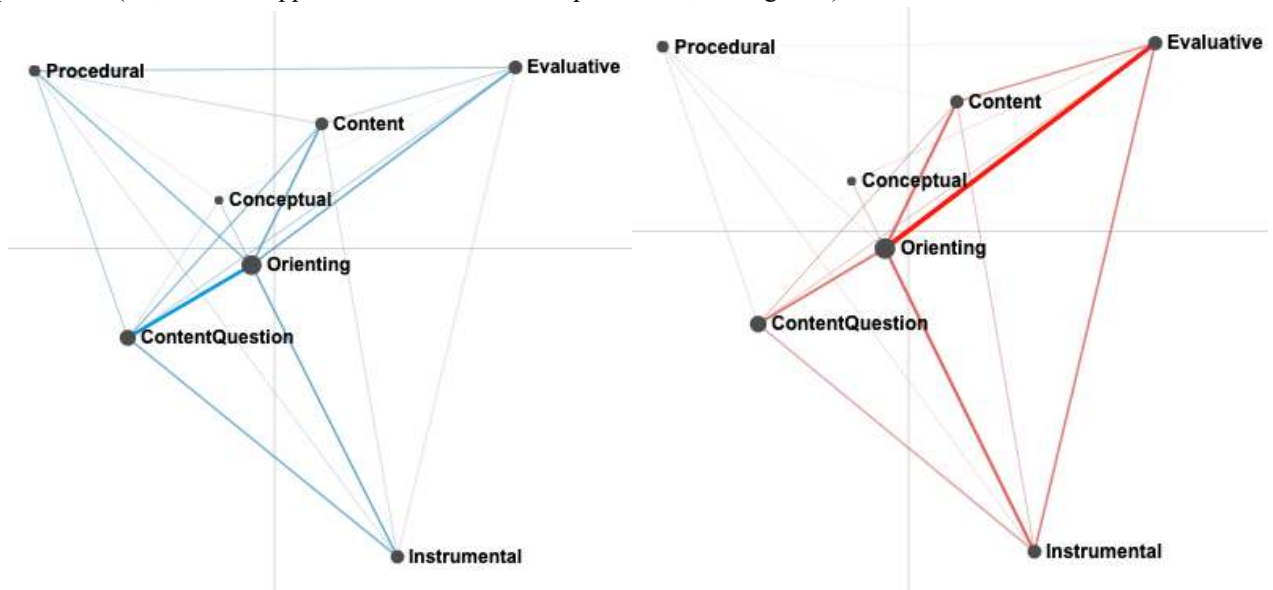 Procedural
Evaluative
Content
Conceptual
Orienting
ContentQuestion
Instrumental
Procedural
Evaluative
Content
Conceptual
Orienting
ContentQuestion
Instrumental